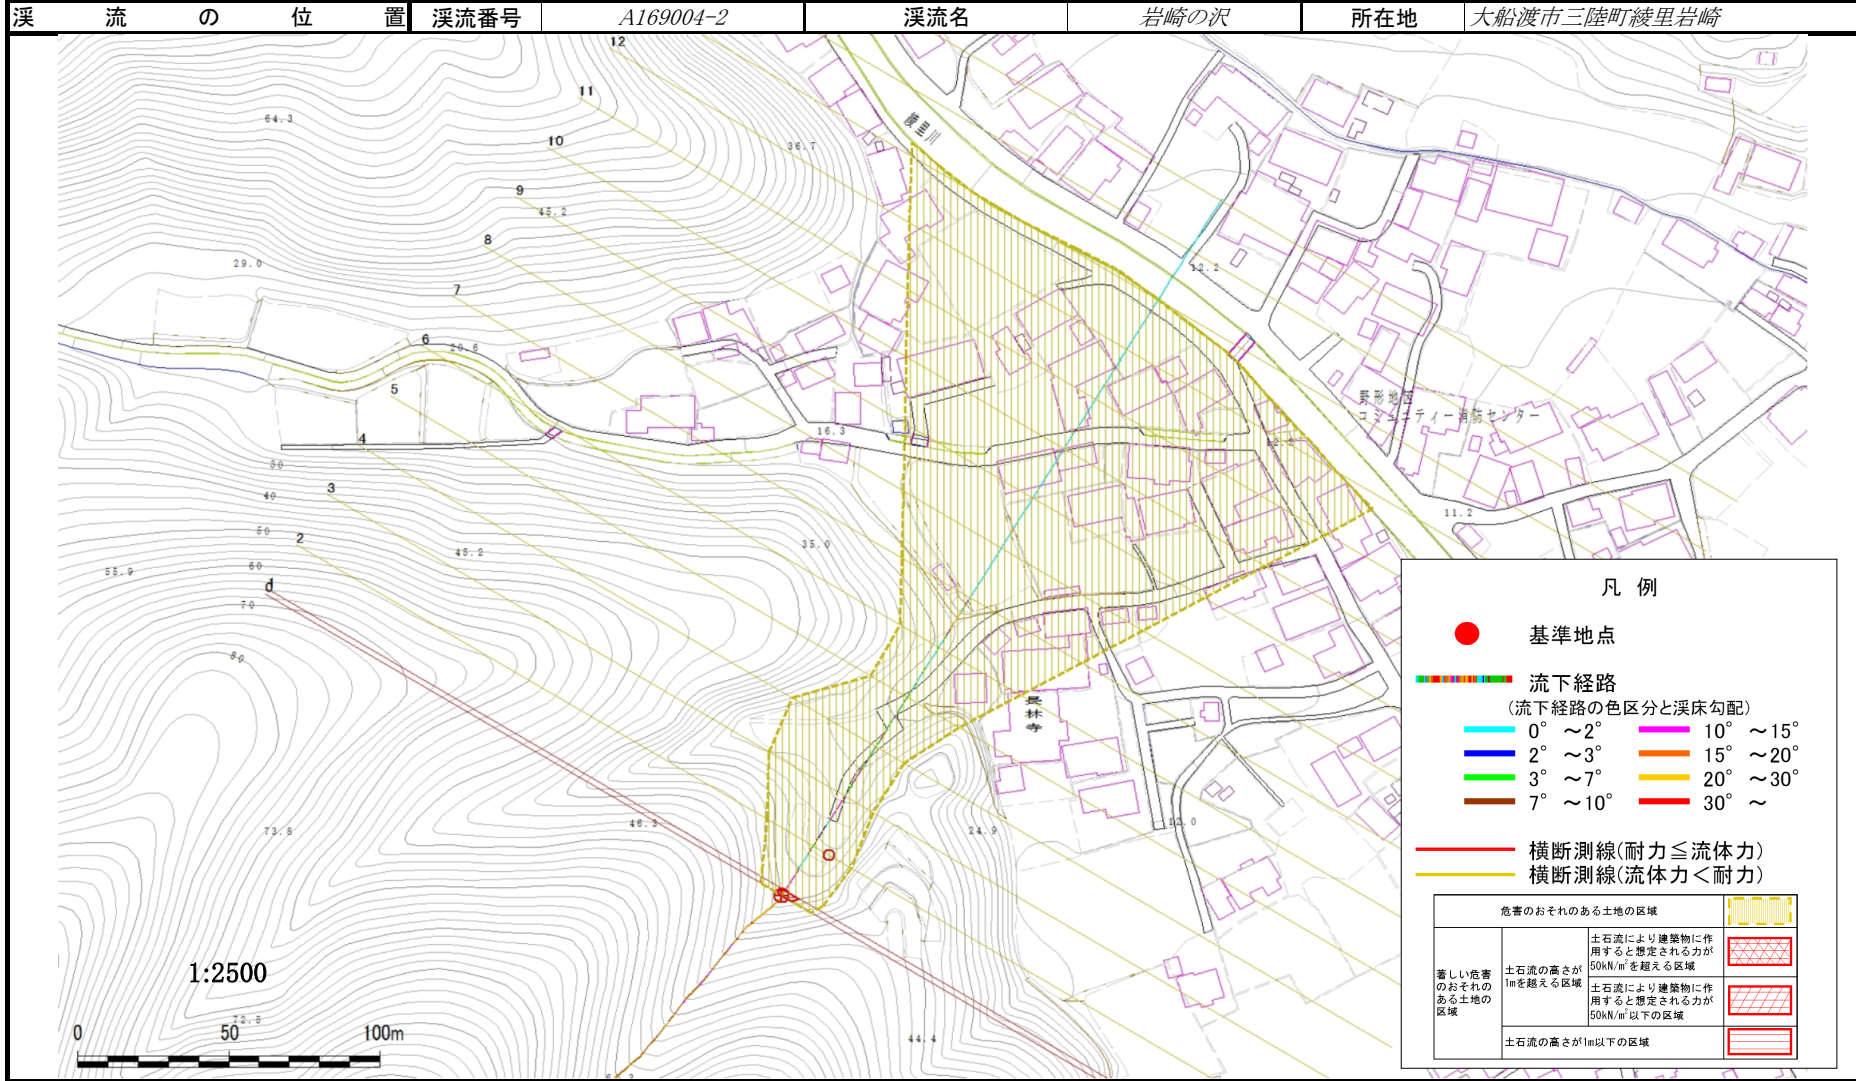 渓流の位置 渓流番号 A169004-2 渓流名 岩崎の沢 所在地 大船渡市三陸町綾里岩崎
12
11
64.3
10
36.7
9
45.2
8
29.0
12.2
7
6
20.6
5
野形地区
コミュニティー消防センター
16.3
12.2
4
30
3
40
11.2
50
2
35.0
45.2
60
55.9
d
70
80
長林寺
46.3
24.9
12.0
73.8
72.5
44.4
1:2500
0 50 100m
凡 例
基準地点
流下経路
(流下経路の色区分と渓床勾配)
0° ～2° 10° ～15°
2° ～3° 15° ～20°
3° ～7° 20° ～30°
7° ～10° 30° ～
横断測線(耐力≦流体力)
横断測線(流体力＜耐力)
危害のおそれのある土地の区域
著しい危害
のおそれの
ある土地の
区域
土石流の高さが
1mを越える区域
土石流により建築物に作
用すると想定される力が
50kN/㎡を超える区域
土石流により建築物に作
用すると想定される力が
50kN/㎡以下の区域
土石流の高さが1m以下の区域